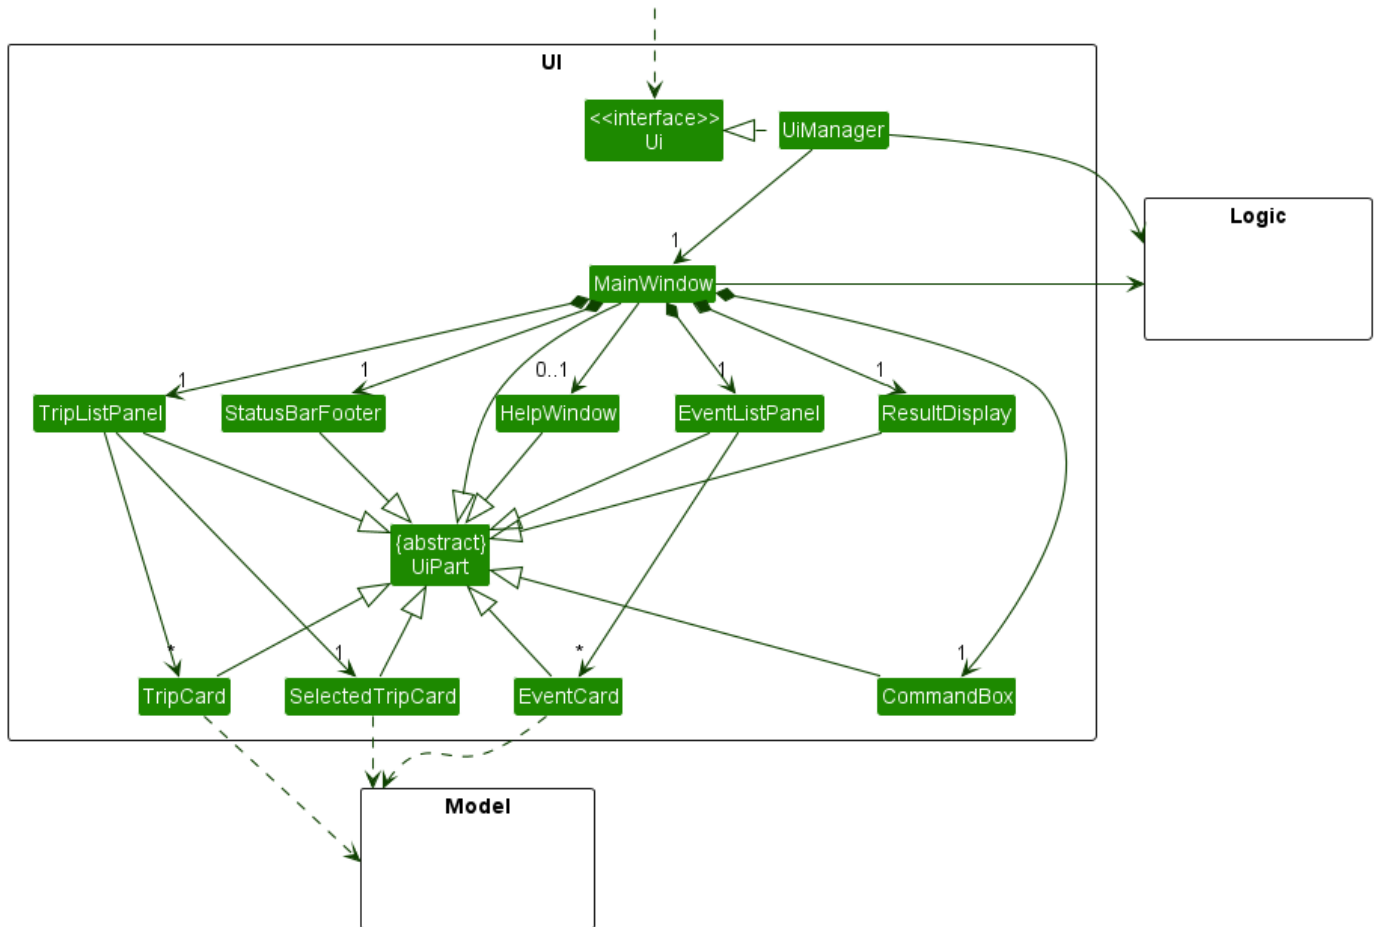 UI
<<interface>>
Ui
UiManager
Logic
1
MainWindow
1
1
0..1
1
1
TripListPanel
StatusBarFooter
HelpWindow
EventListPanel
ResultDisplay
{abstract}
UiPart
*
1
*
1
TripCard
SelectedTripCard
EventCard
CommandBox
Model